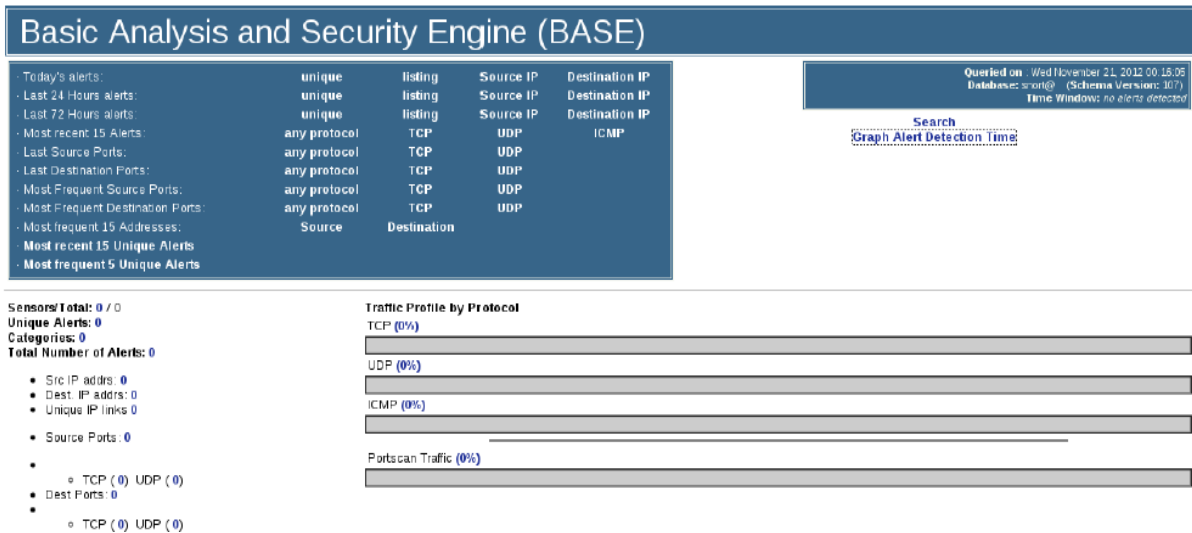 Basic Analysis and Security Engine (BASE)
· Today's alerts: unique listing Source IP Destination IP
· Last 24 Hours alerts: unique listing Source IP Destination IP
· Last 72 Hours alerts: unique listing Source IP Destination IP
· Most recent 15 Alerts: any protocol TCP UDP ICMP
· Last Source Ports: any protocol TCP UDP
· Last Destination Ports: any protocol TCP UDP
· Most Frequent Source Ports: any protocol TCP UDP
· Most Frequent Destination Ports: any protocol TCP UDP
· Most frequent 15 Addresses: Source Destination
· Most recent 15 Unique Alerts
· Most frequent 5 Unique Alerts
Queried on : Wed November 21, 2012 00:16:05
Database: snort@ (Schema Version: 107)
Time Window: no alerts detected
Search
Graph Alert Detection Time
Sensors/Total: 0 / 0
Unique Alerts: 0
Categories: 0
Total Number of Alerts: 0
• Src IP addrs: 0
• Dest. IP addrs: 0
• Unique IP links 0
• Source Ports: 0
•
◦ TCP ( 0) UDP ( 0)
• Dest Ports: 0
•
◦ TCP ( 0) UDP ( 0)
Traffic Profile by Protocol
TCP (0%)
UDP (0%)
ICMP (0%)
Portscan Traffic (0%)